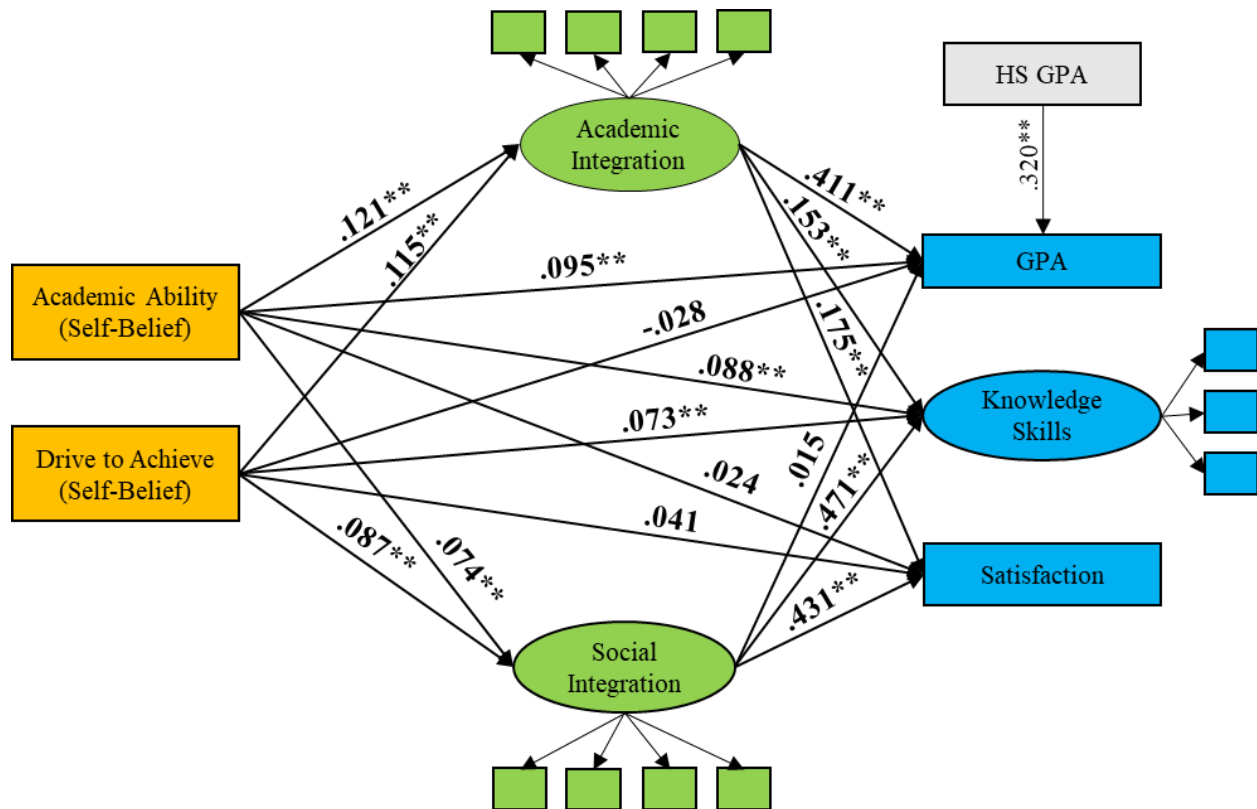 HS GPA
Academic
Integration
.320**
.411**
.153**
.121**
.115**
.095**
GPA
Academic Ability
(Self-Belief)
-.028
.175**
.088**
Knowledge
Skills
.073**
Drive to Achieve
(Self-Belief)
.015
.024
.471**
.041
.087**
.074**
Satisfaction
.431**
Social
Integration